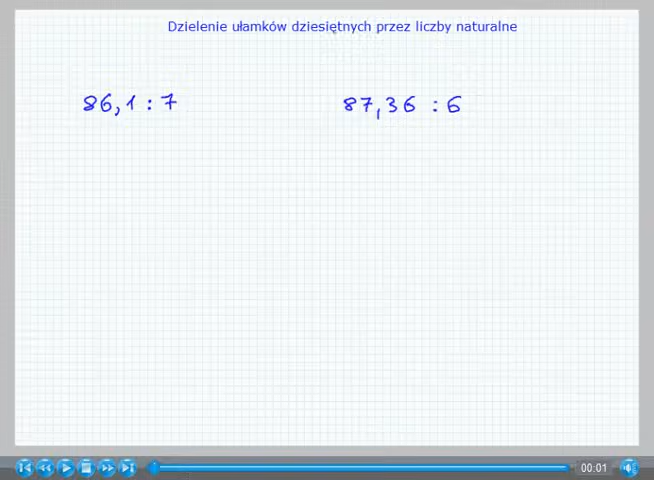 Dzielenie ułamków dziesiętnych przez liczby naturalne
86,1 : 7
87,36 : 6
00:01